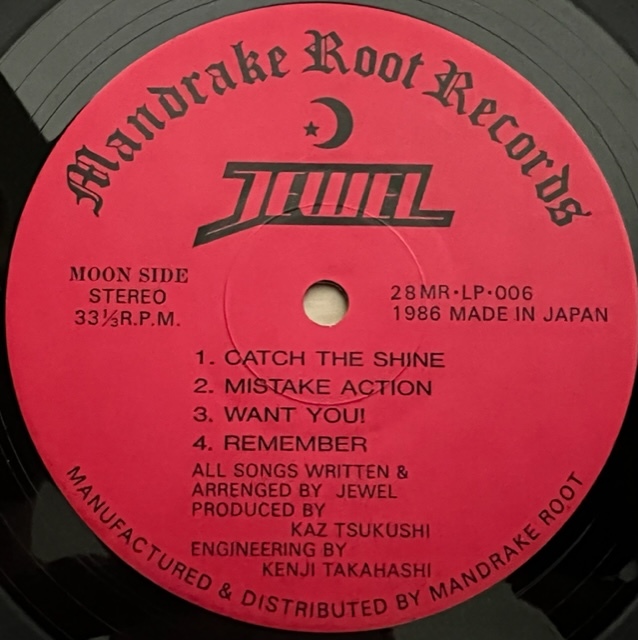 Mandrake Root Records
JEWEL
MOON SIDE
STEREO
33⅓R.P.M.
28MR·LP·006
1986 MADE IN JAPAN
1. CATCH THE SHINE
2. MISTAKE ACTION
3. WANT YOU!
4. REMEMBER
ALL SONGS WRITTEN &
ARRENGED BY JEWEL
PRODUCED BY
KAZ TSUKUSHI
ENGINEERING BY
KENJI TAKAHASHI
MANUFACTURED & DISTRIBUTED BY MANDRAKE ROOT